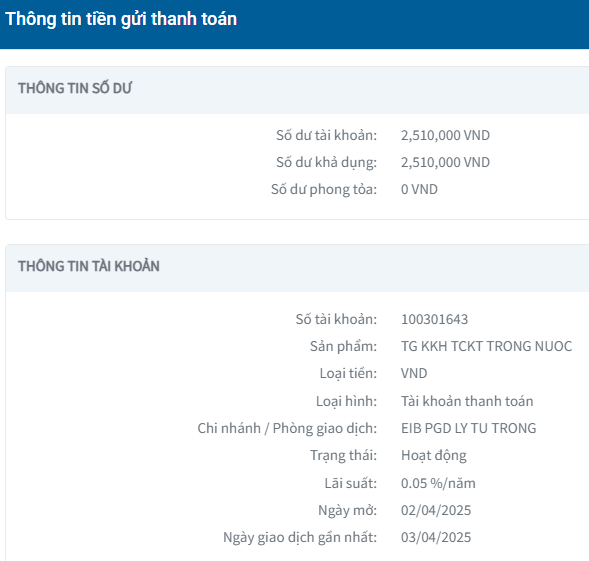 Thông tin tiền gửi thanh toán
THÔNG TIN SỐ DƯ
Số dư tài khoản: 2,510,000 VND
Số dư khả dụng: 2,510,000 VND
Số dư phong tỏa: 0 VND
THÔNG TIN TÀI KHOẢN
Số tài khoản: 100301643
Sản phẩm: TG KKH TCKT TRONG NUOC
Loại tiền: VND
Loại hình: Tài khoản thanh toán
Chi nhánh / Phòng giao dịch: EIB PGD LY TU TRONG
Trạng thái: Hoạt động
Lãi suất: 0.05 %/năm
Ngày mở: 02/04/2025
Ngày giao dịch gần nhất: 03/04/2025